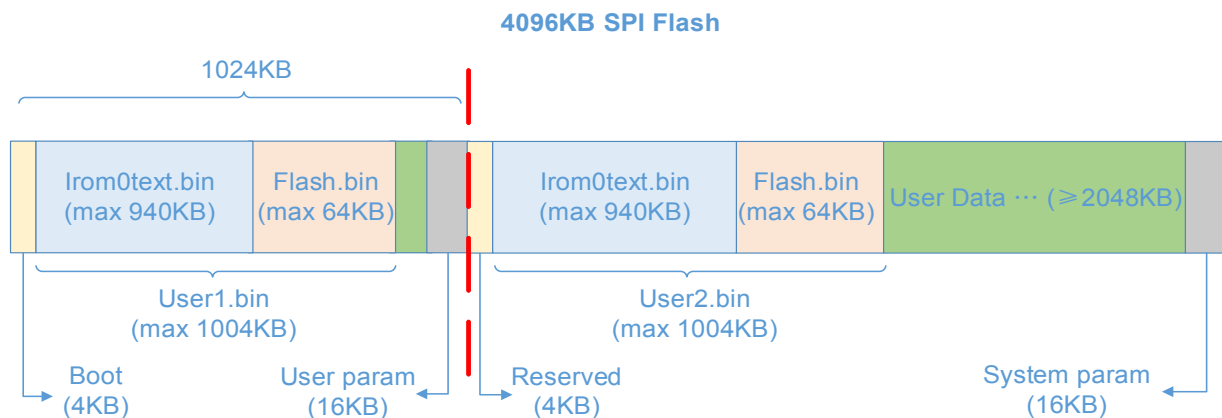 4096KB SPI Flash
1024KB
Irom0text.bin
(max 940KB)
Flash.bin
(max 64KB)
Irom0text.bin
(max 940KB)
Flash.bin
(max 64KB)
User Data ⋯ (⩾2048KB)
User1.bin
(max 1004KB)
User2.bin
(max 1004KB)
Boot
(4KB)
User param
(16KB)
Reserved
(4KB)
System param
(16KB)